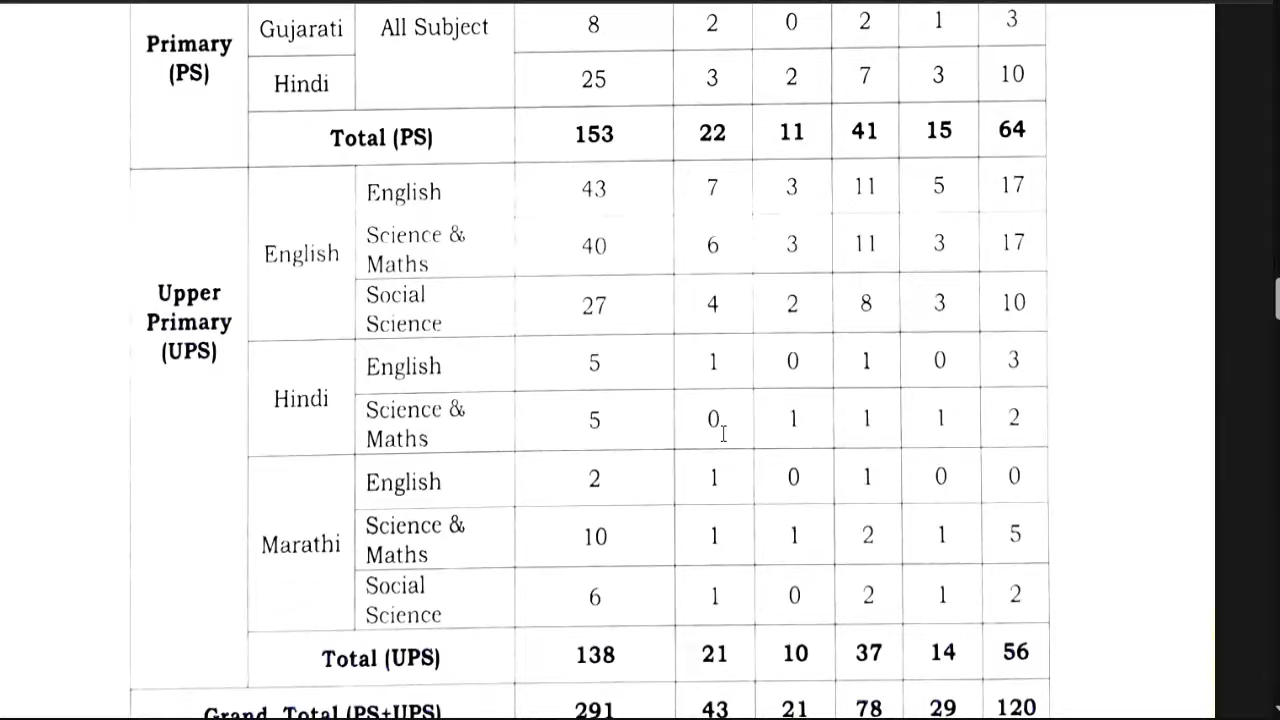 Primary (PS) Gujarati All Subject 8 2 0 2 1 3
Hindi 25 3 2 7 3 10
Total (PS) 153 22 11 41 15 64
Upper Primary (UPS) English English 43 7 3 11 5 17
Science & Maths 40 6 3 11 3 17
Social Science 27 4 2 8 3 10
Hindi English 5 1 0 1 0 3
Science & Maths 5 0 1 1 1 2
Marathi English 2 1 0 1 0 0
Science & Maths 10 1 1 2 1 5
Social Science 6 1 0 2 1 2
Total (UPS) 138 21 10 37 14 56
Grand Total (PS+UPS) 291 43 21 78 29 120